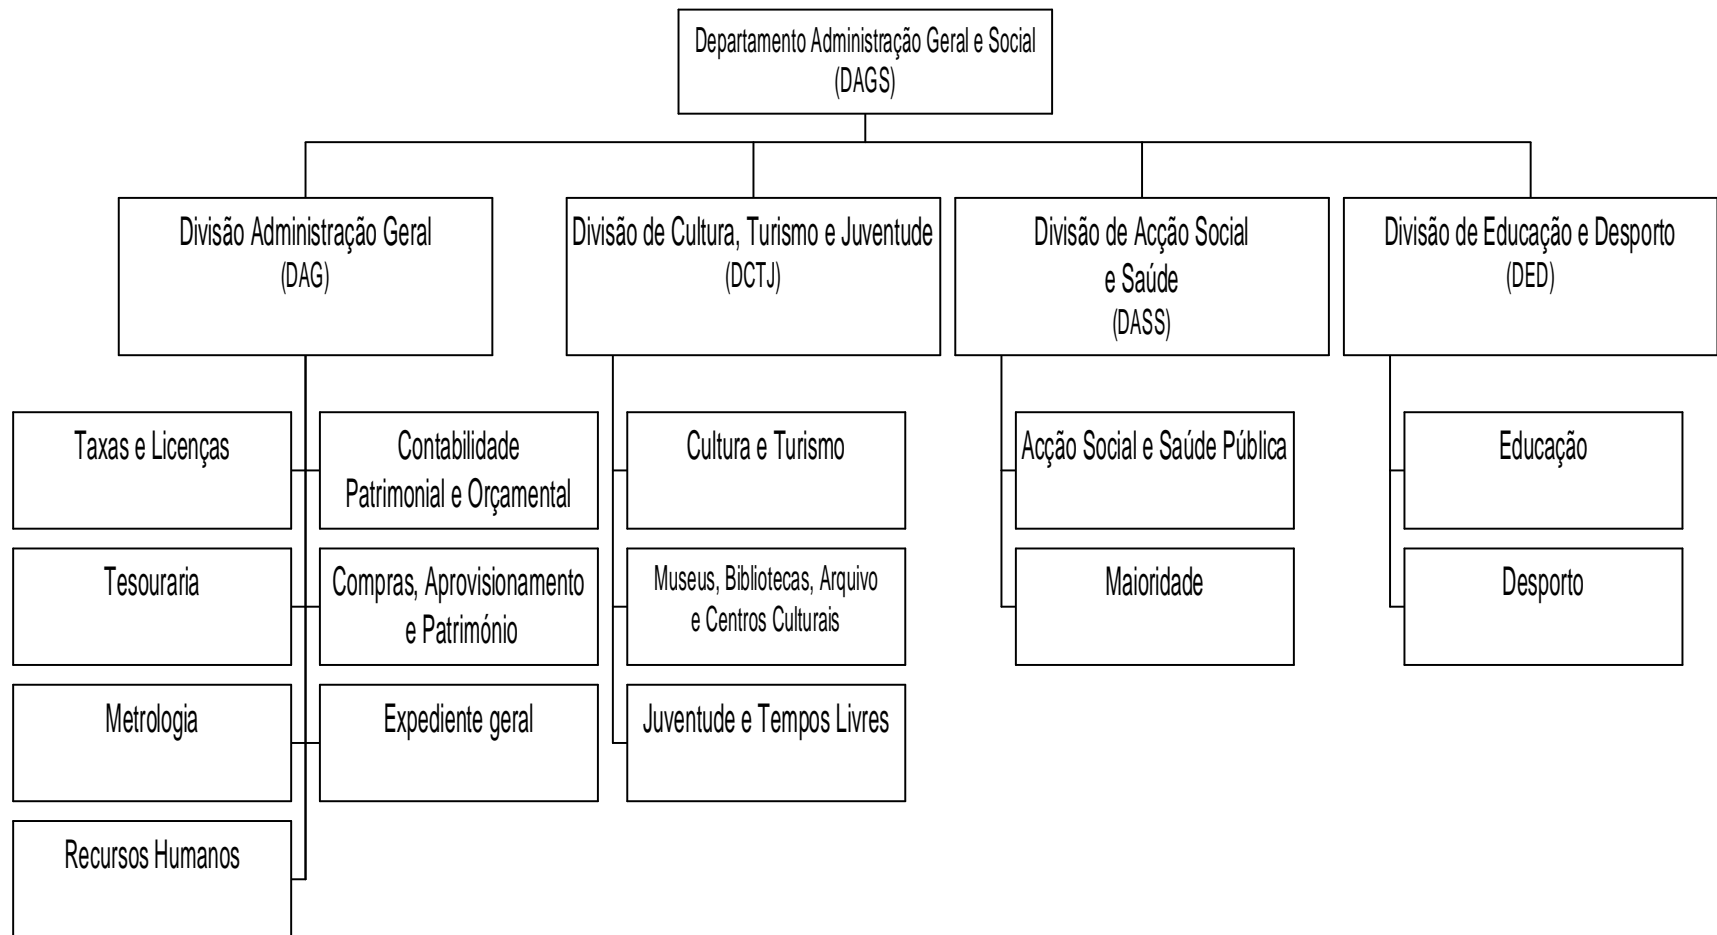 Departamento Administração Geral e Social
(DAGS)
Divisão Administração Geral
(DAG)
Divisão de Cultura, Turismo e Juventude
(DCTJ)
Divisão de Acção Social
e Saúde
(DASS)
Divisão de Educação e Desporto
(DED)
Taxas e Licenças
Contabilidade
Patrimonial e Orçamental
Cultura e Turismo
Acção Social e Saúde Pública
Educação
Tesouraria
Compras, Aprovisionamento
e Património
Museus, Bibliotecas, Arquivo
e Centros Culturais
Maioridade
Desporto
Metrologia
Expediente geral
Juventude e Tempos Livres
Recursos Humanos